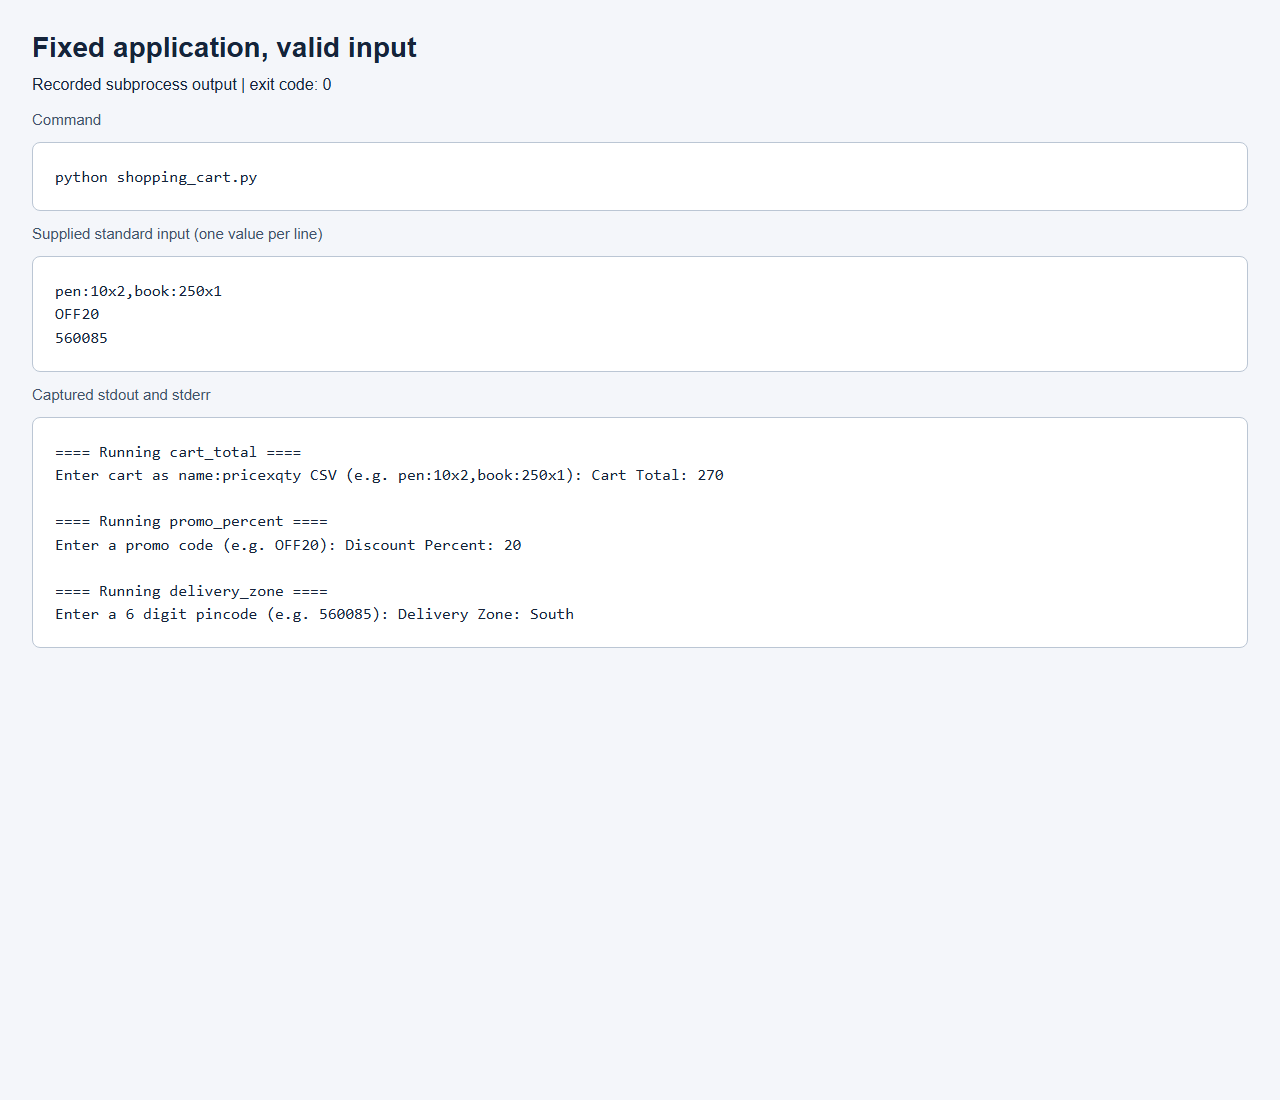 Fixed application, valid input
Recorded subprocess output | exit code: 0
Command
python shopping_cart.py
Supplied standard input (one value per line)
pen:10x2,book:250x1
OFF20
560085
Captured stdout and stderr
==== Running cart_total ====
Enter cart as name:pricexqty CSV (e.g. pen:10x2,book:250x1): Cart Total: 270
==== Running promo_percent ====
Enter a promo code (e.g. OFF20): Discount Percent: 20
==== Running delivery_zone ====
Enter a 6 digit pincode (e.g. 560085): Delivery Zone: South